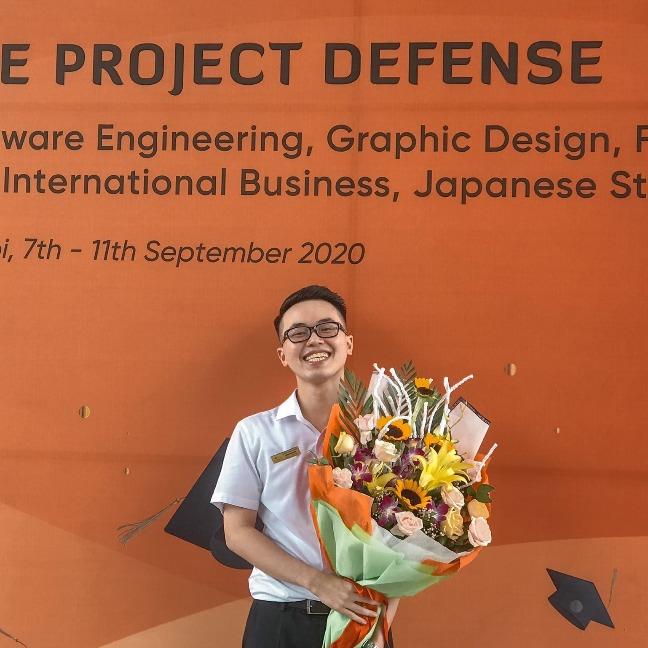 E PROJECT DEFENSE
ware Engineering, Graphic Design, F
International Business, Japanese St
i, 7th - 11th September 2020